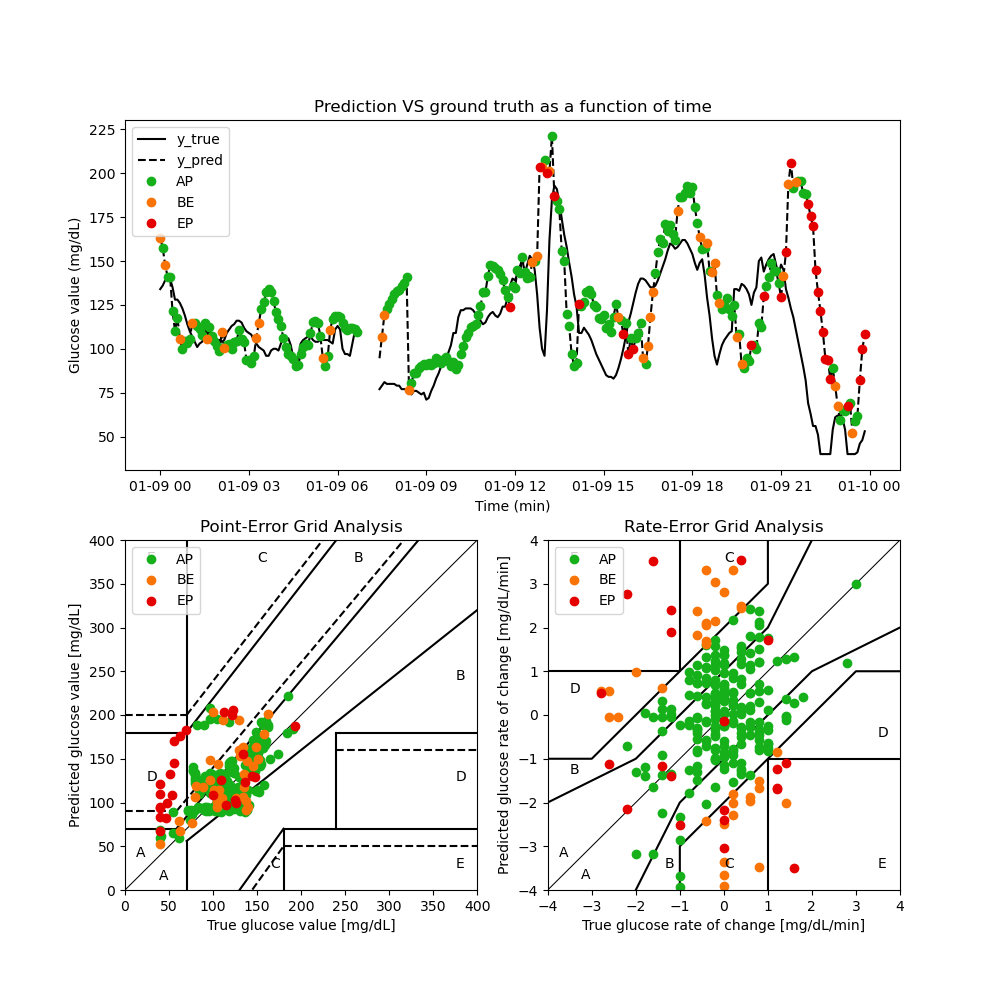 Prediction VS ground truth as a function of time
Glucose value (mg/dL)
225
200
175
150
125
100
75
50
y_true
y_pred
AP
BE
EP
01-09 00 01-09 03 01-09 06 01-09 09 01-09 12 01-09 15 01-09 18 01-09 21 01-10 00
Time (min)
Point-Error Grid Analysis
Predicted glucose value [mg/dL]
400
350
300
250
200
150
100
50
0
AP
BE
EP
C
B
B
D
D
A
A
C
E
0 50 100 150 200 250 300 350 400
True glucose value [mg/dL]
Rate-Error Grid Analysis
Predicted glucose rate of change [mg/dL/min]
4
3
2
1
0
−1
−2
−3
−4
AP
BE
EP
C
D
D
B
A
A
B
C
E
−4 −3 −2 −1 0 1 2 3 4
True glucose rate of change [mg/dL/min]